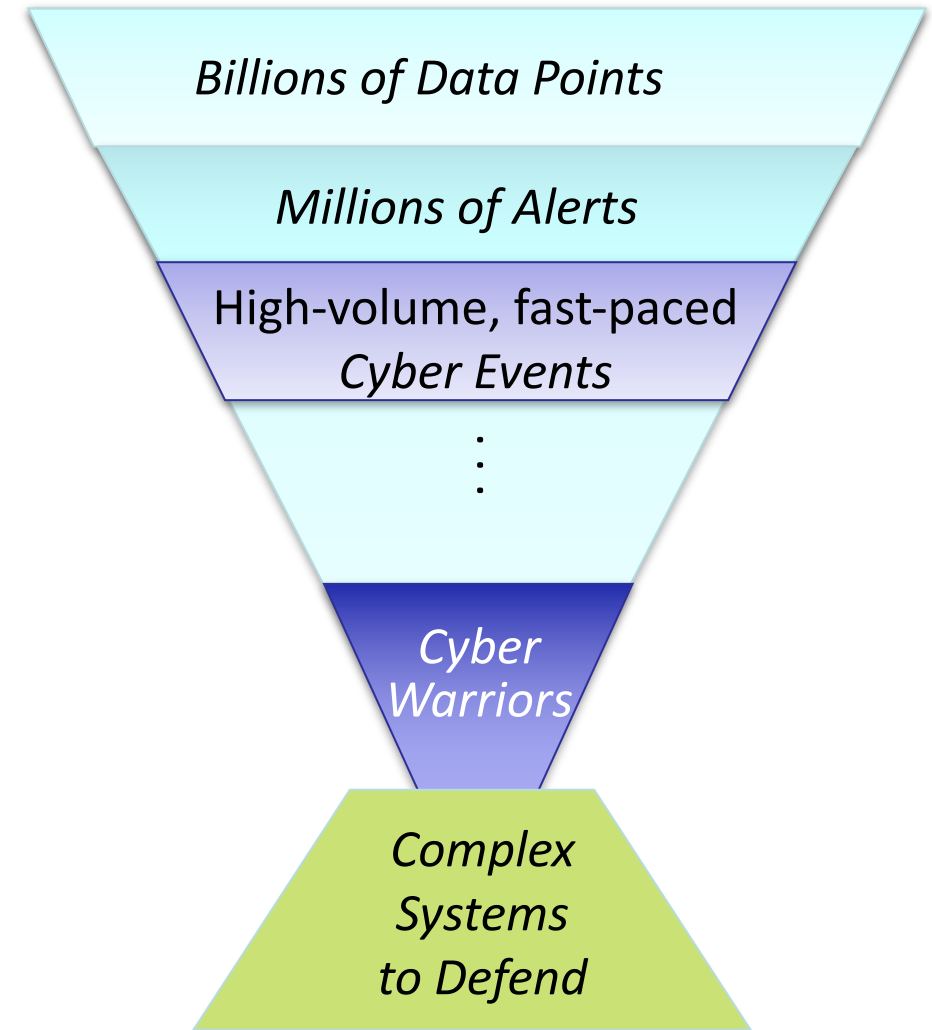 Billions of Data Points
Millions of Alerts
High-volume, fast-paced
Cyber Events
.
.
.
Cyber
Warriors
Complex
Systems
to Defend